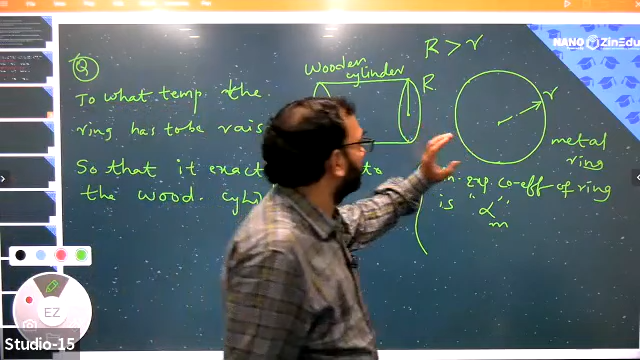 Q
To what temp. the
ring has to be rais
So that it exact to
the wood. cyli
Wooden
cylinder
R
R > r
r
metal
ring
exp. co-eff of ring
is "α
m"
NANO ZinEdu
EZ
Studio-15